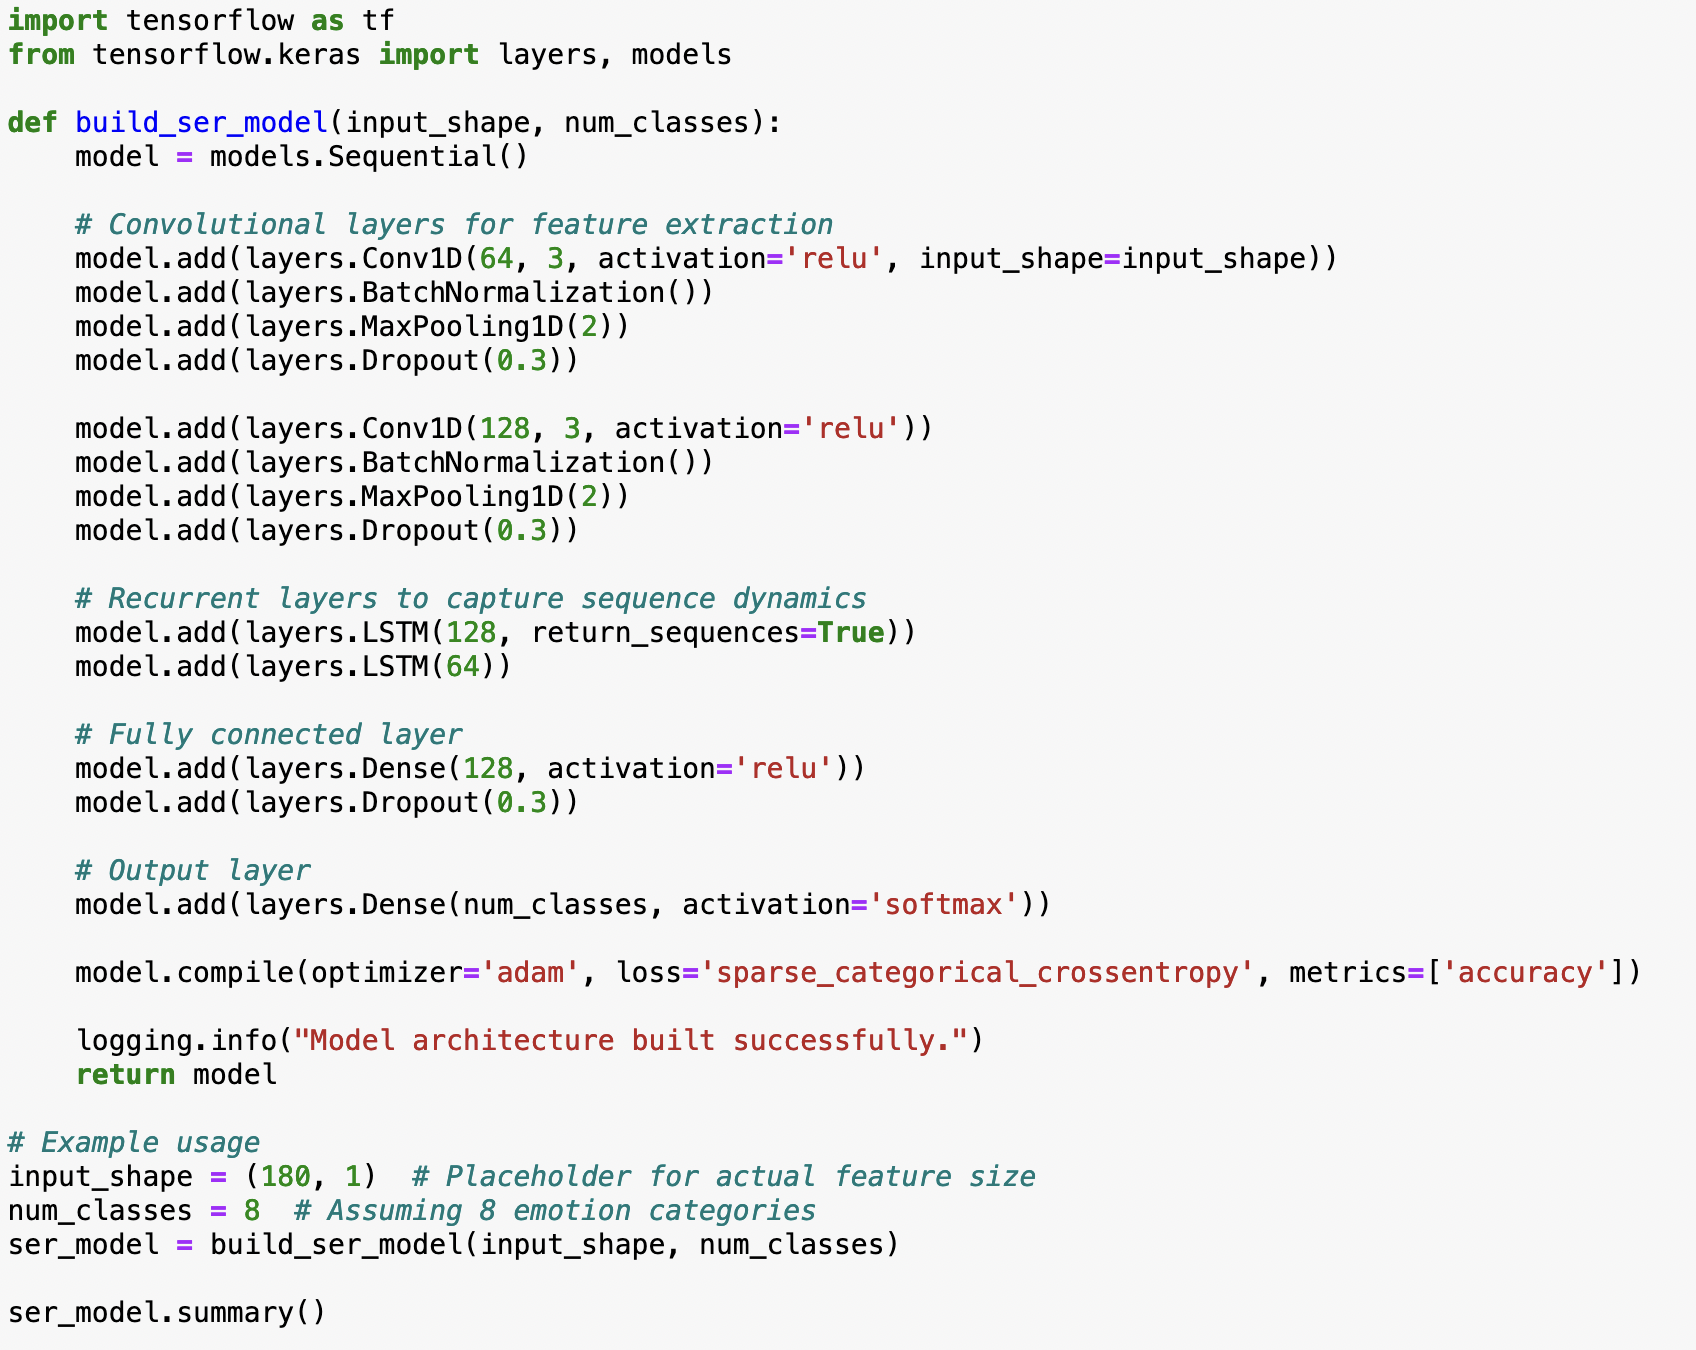 import tensorflow as tf
from tensorflow.keras import layers, models

def build_ser_model(input_shape, num_classes):
    model = models.Sequential()

    # Convolutional layers for feature extraction
    model.add(layers.Conv1D(64, 3, activation='relu', input_shape=input_shape))
    model.add(layers.BatchNormalization())
    model.add(layers.MaxPooling1D(2))
    model.add(layers.Dropout(0.3))

    model.add(layers.Conv1D(128, 3, activation='relu'))
    model.add(layers.BatchNormalization())
    model.add(layers.MaxPooling1D(2))
    model.add(layers.Dropout(0.3))

    # Recurrent layers to capture sequence dynamics
    model.add(layers.LSTM(128, return_sequences=True))
    model.add(layers.LSTM(64))

    # Fully connected layer
    model.add(layers.Dense(128, activation='relu'))
    model.add(layers.Dropout(0.3))

    # Output layer
    model.add(layers.Dense(num_classes, activation='softmax'))

    model.compile(optimizer='adam', loss='sparse_categorical_crossentropy', metrics=['accuracy'])

    logging.info("Model architecture built successfully.")
    return model

# Example usage
input_shape = (180, 1)  # Placeholder for actual feature size
num_classes = 8  # Assuming 8 emotion categories
ser_model = build_ser_model(input_shape, num_classes)

ser_model.summary()